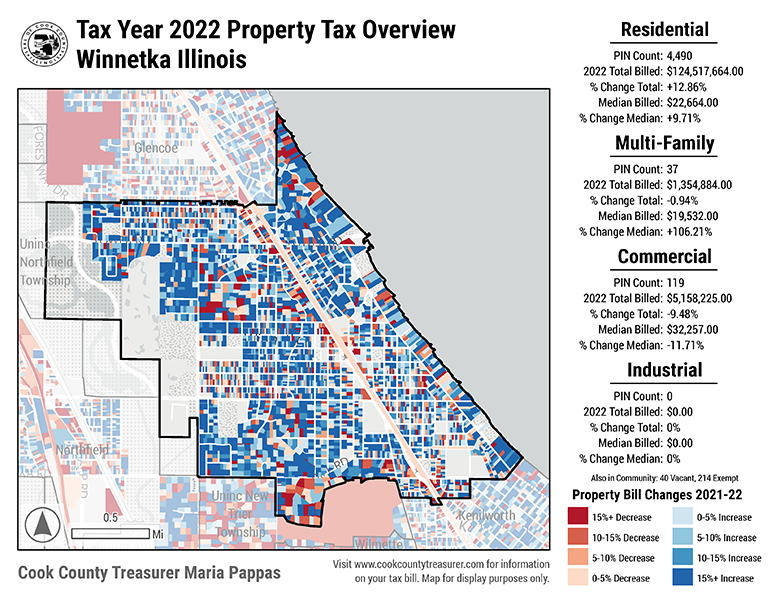 Tax Year 2022 Property Tax Overview
Winnetka Illinois
Glencoe
FOREST WAY DR
Uninc
Northfield
Township
Northfield
RD
Uninc New
Trier
Township
Kenilworth
Wilmette
0.5
Mi
Cook County Treasurer Maria Pappas
Visit www.cookcountytreasurer.com for information
on your tax bill. Map for display purposes only.
Residential
PIN Count: 4,490
2022 Total Billed: $124,517,664.00
% Change Total: +12.86%
Median Billed: $22,664.00
% Change Median: +9.71%
Multi-Family
PIN Count: 37
2022 Total Billed: $1,354,884.00
% Change Total: -0.94%
Median Billed: $19,532.00
% Change Median: +106.21%
Commercial
PIN Count: 119
2022 Total Billed: $5,158,225.00
% Change Total: -9.48%
Median Billed: $32,257.00
% Change Median: -11.71%
Industrial
PIN Count: 0
2022 Total Billed: $0.00
% Change Total: 0%
Median Billed: $0.00
% Change Median: 0%
Also in Community: 40 Vacant, 214 Exempt
Property Bill Changes 2021-22
15%+ Decrease
10-15% Decrease
5-10% Decrease
0-5% Decrease
0-5% Increase
5-10% Increase
10-15% Increase
15%+ Increase